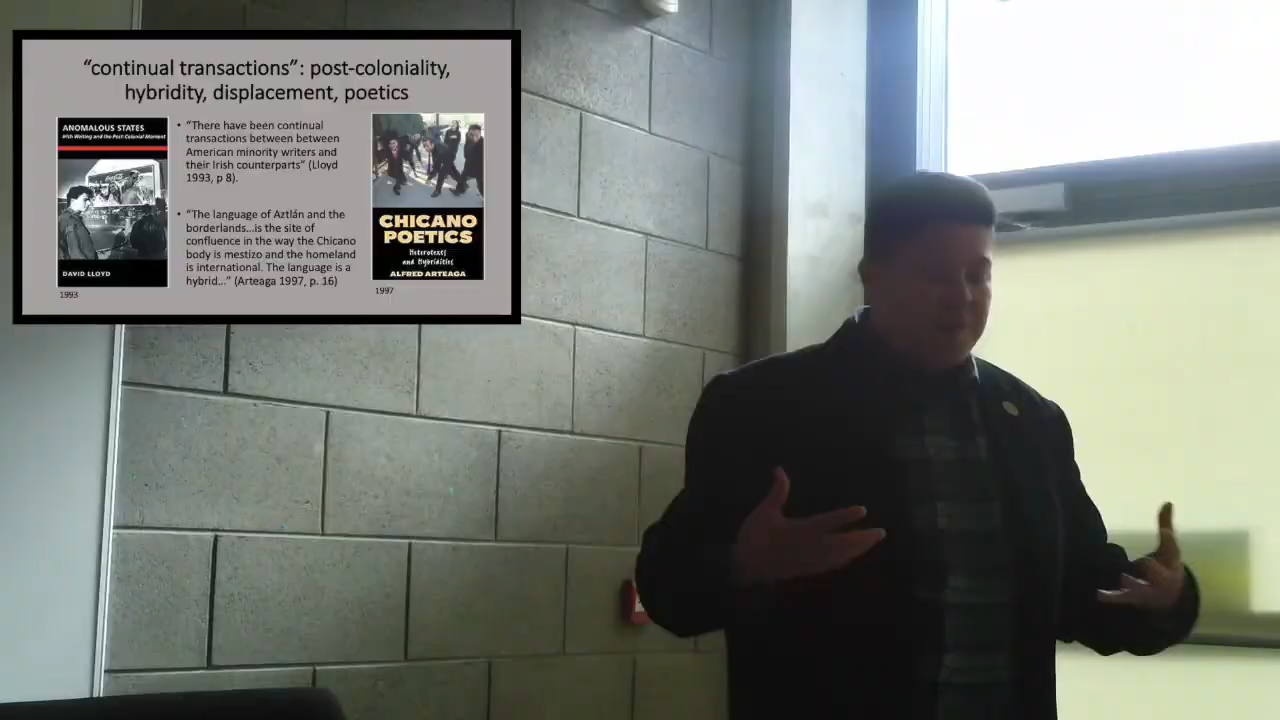 “continual transactions”: post-coloniality,
hybridity, displacement, poetics
ANOMALOUS STATES
Irish Writing and the Post-Colonial Moment
DAVID LLOYD
1993
• “There have been continual
transactions between between
American minority writers and
their Irish counterparts” (Lloyd
1993, p 8).
• “The language of Aztlán and the
borderlands...is the site of
confluence in the way the Chicano
body is mestizo and the homeland
is international. The language is a
hybrid...” (Arteaga 1997, p. 16)
CHICANO
POETICS
Heterotexts
and Hybridities
ALFRED ARTEAGA
1997